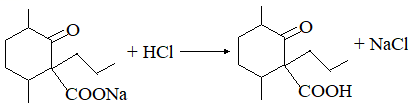 O + HCl O + NaCl
COONa COOH